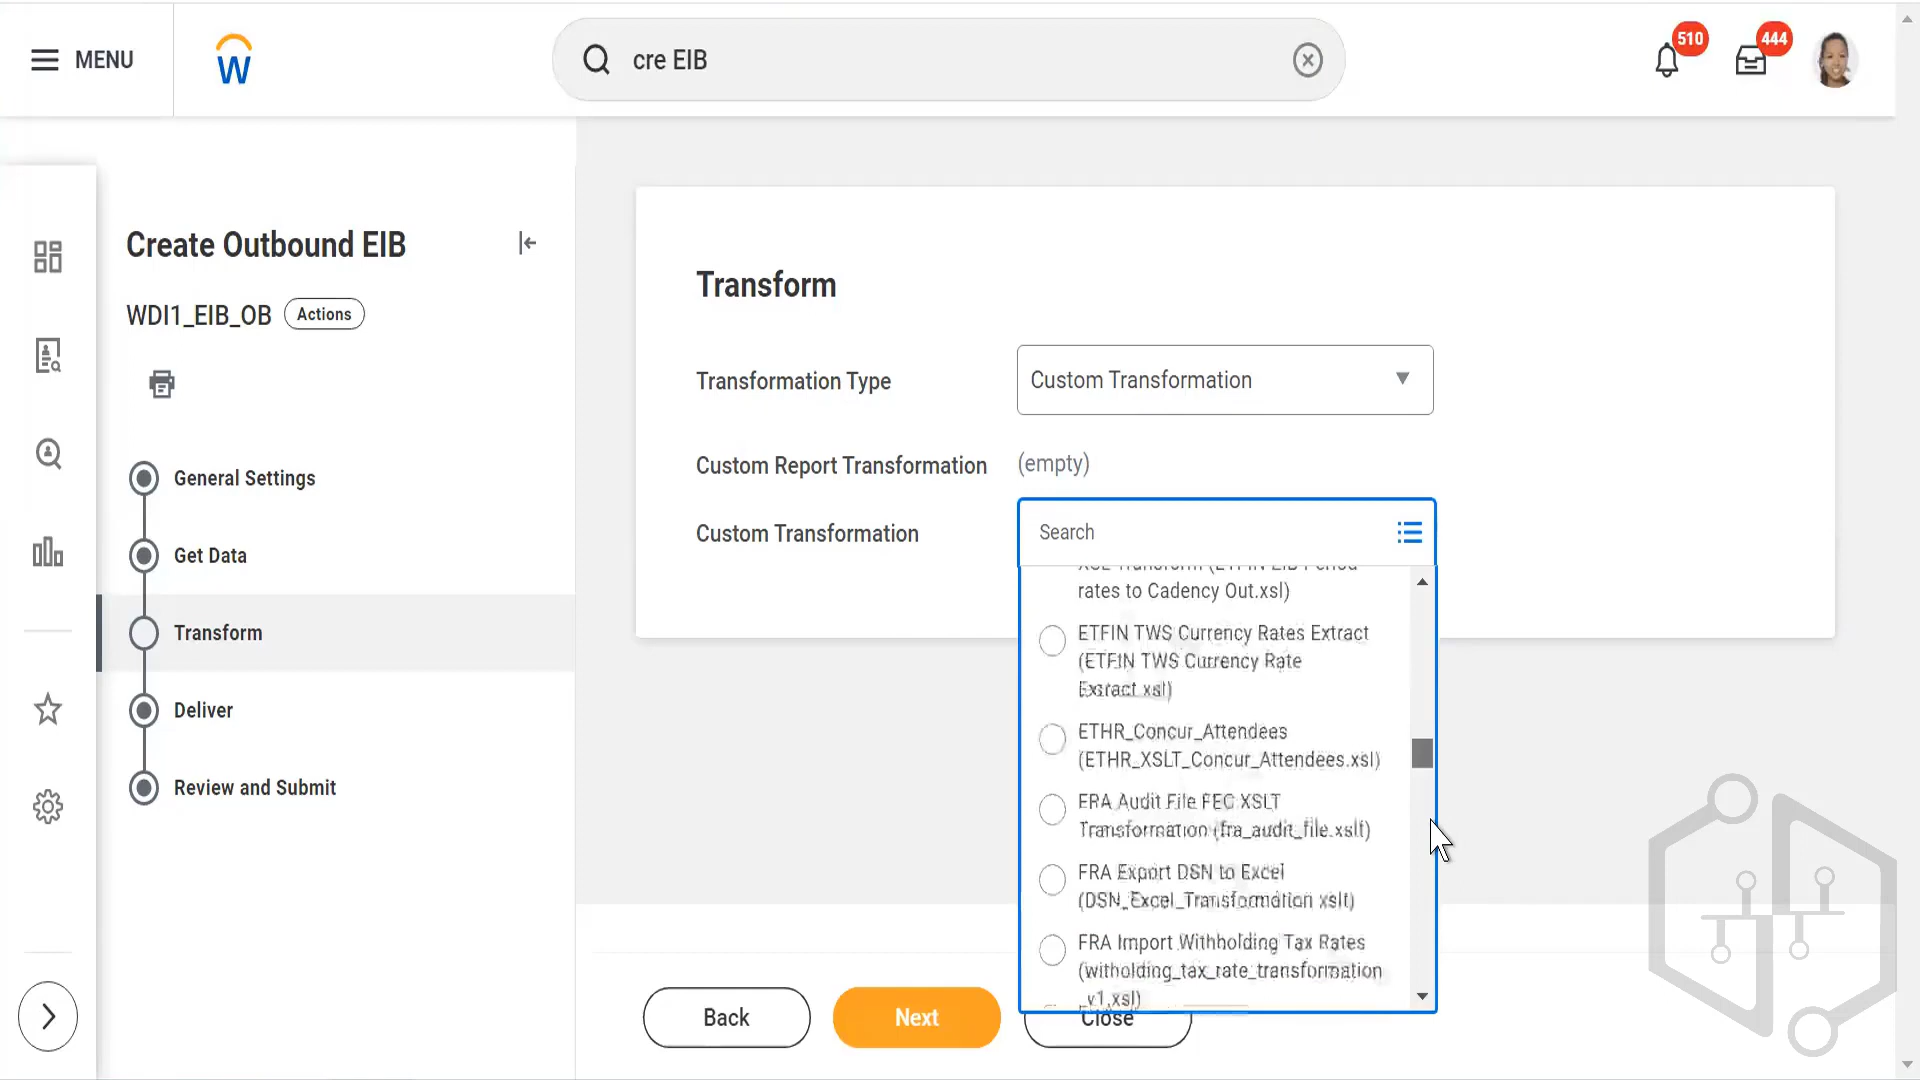 MENU
W
cre EIB
510
444
Create Outbound EIB
WDI1_EIB_OB
Actions
General Settings
Get Data
Transform
Deliver
Review and Submit
Transform
Transformation Type
Custom Transformation
Custom Report Transformation
(empty)
Custom Transformation
Search
rates to Cadency Out.xsl)
ETFIN TWS Currency Rates Extract
(ETFIN TWS Currency Rate
Exsract.xsl)
ETHR_Concur_Attendees
(ETHR_XSLT_Concur_Attendees.xsl)
FRA Audit File FEC XSLT
Transformation (fra_audit_file.xslt)
FRA Export DSN to Excel
(DSN_Excel_Transformation.xslt)
FRA Import Withholding Tax Rates
(witholding_tax_rate_transformation
_v1.xsl)
Back
Next
Close